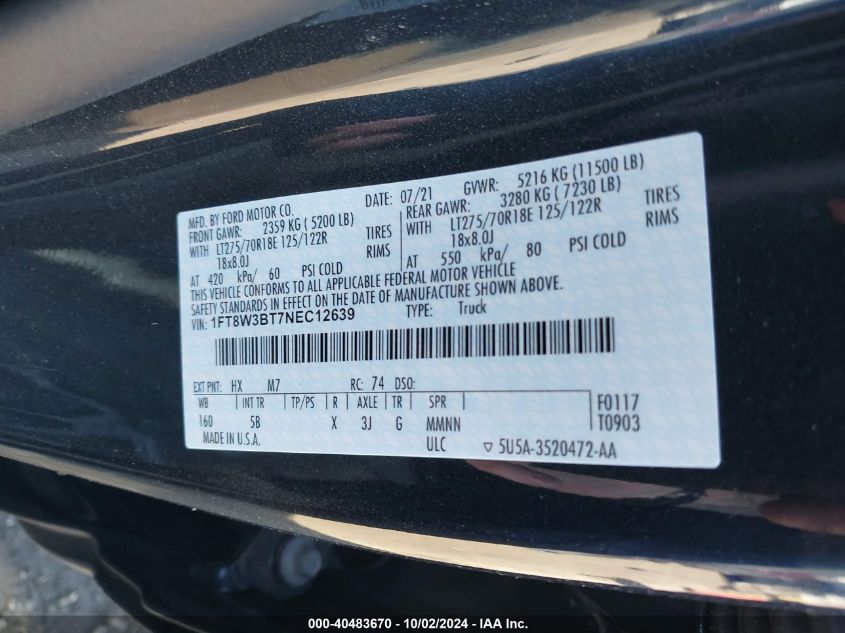 MFD. BY FORD MOTOR CO.
DATE: 07/21 GVWR: 5216 KG (11500 LB)
FRONT GAWR: 2359 KG ( 5200 LB) REAR GAWR: 3280 KG ( 7230 LB)
WITH LT275/70R18E 125/122R TIRES WITH LT275/70R18E 125/122R TIRES
18x8.0J RIMS 18x8.0J RIMS
AT 420 kPa/ 60 PSI COLD AT 550 kPa/ 80 PSI COLD
THIS VEHICLE CONFORMS TO ALL APPLICABLE FEDERAL MOTOR VEHICLE
SAFETY STANDARDS IN EFFECT ON THE DATE OF MANUFACTURE SHOWN ABOVE.
VIN: 1FT8W3BT7NEC12639 TYPE: Truck
EXT PNT: HX M7 RC: 74 DSO:
WB INT TR TP/PS R AXLE TR SPR F0117
160 5B X 3J G MMNN T0903
MADE IN U.S.A. ULC ▽ 5U5A-3520472-AA
000-40483670 - 10/02/2024 - IAA Inc.